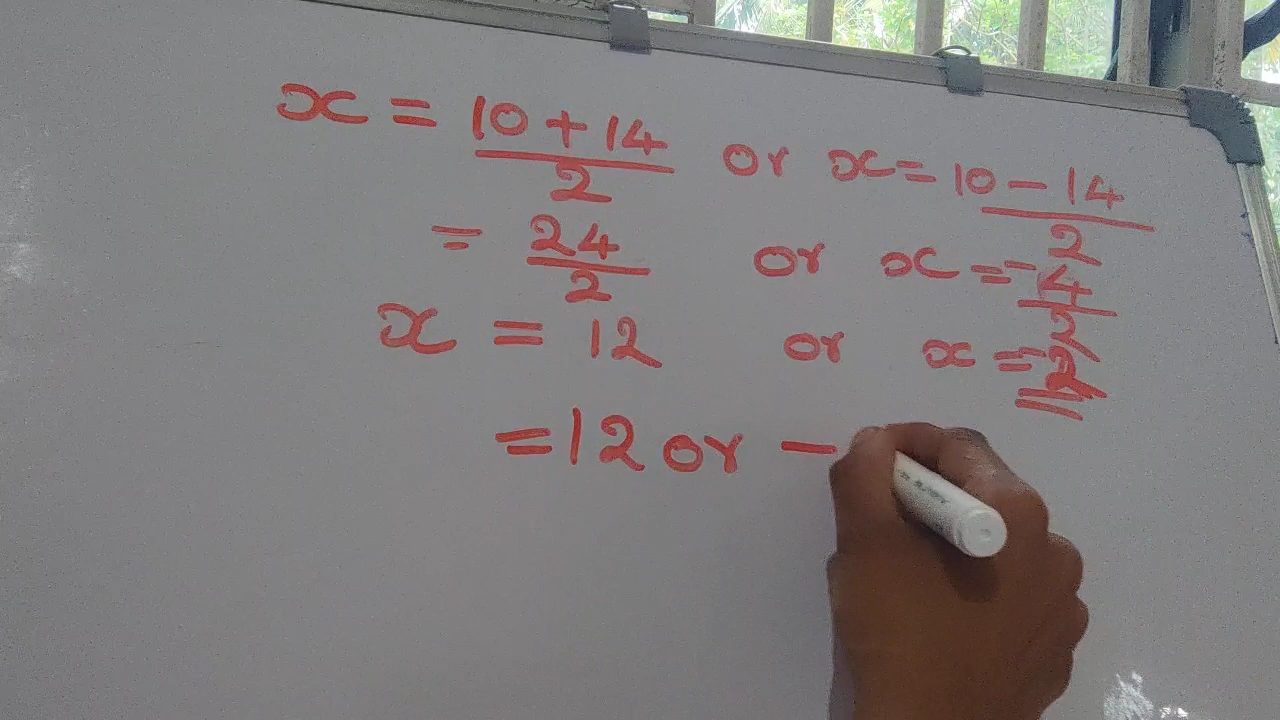 x = 10 + 14 / 2 or x = 10 - 14 / 2
= 24 / 2 or x = -4 / 2
x = 12 or x = -2
= 12 or -